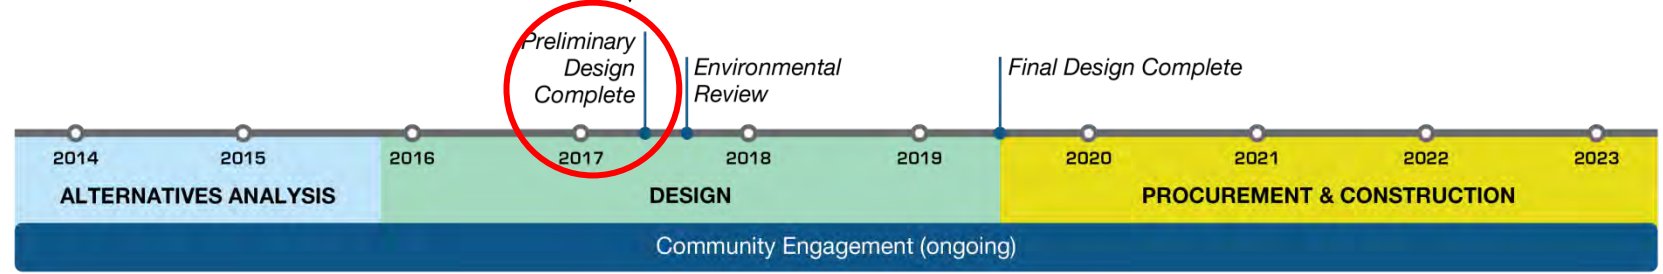 Preliminary
Design
Complete
Environmental
Review
Final Design Complete
2014 2015 2016 2017 2018 2019 2020 2021 2022 2023
ALTERNATIVES ANALYSIS DESIGN PROCUREMENT & CONSTRUCTION
Community Engagement (ongoing)